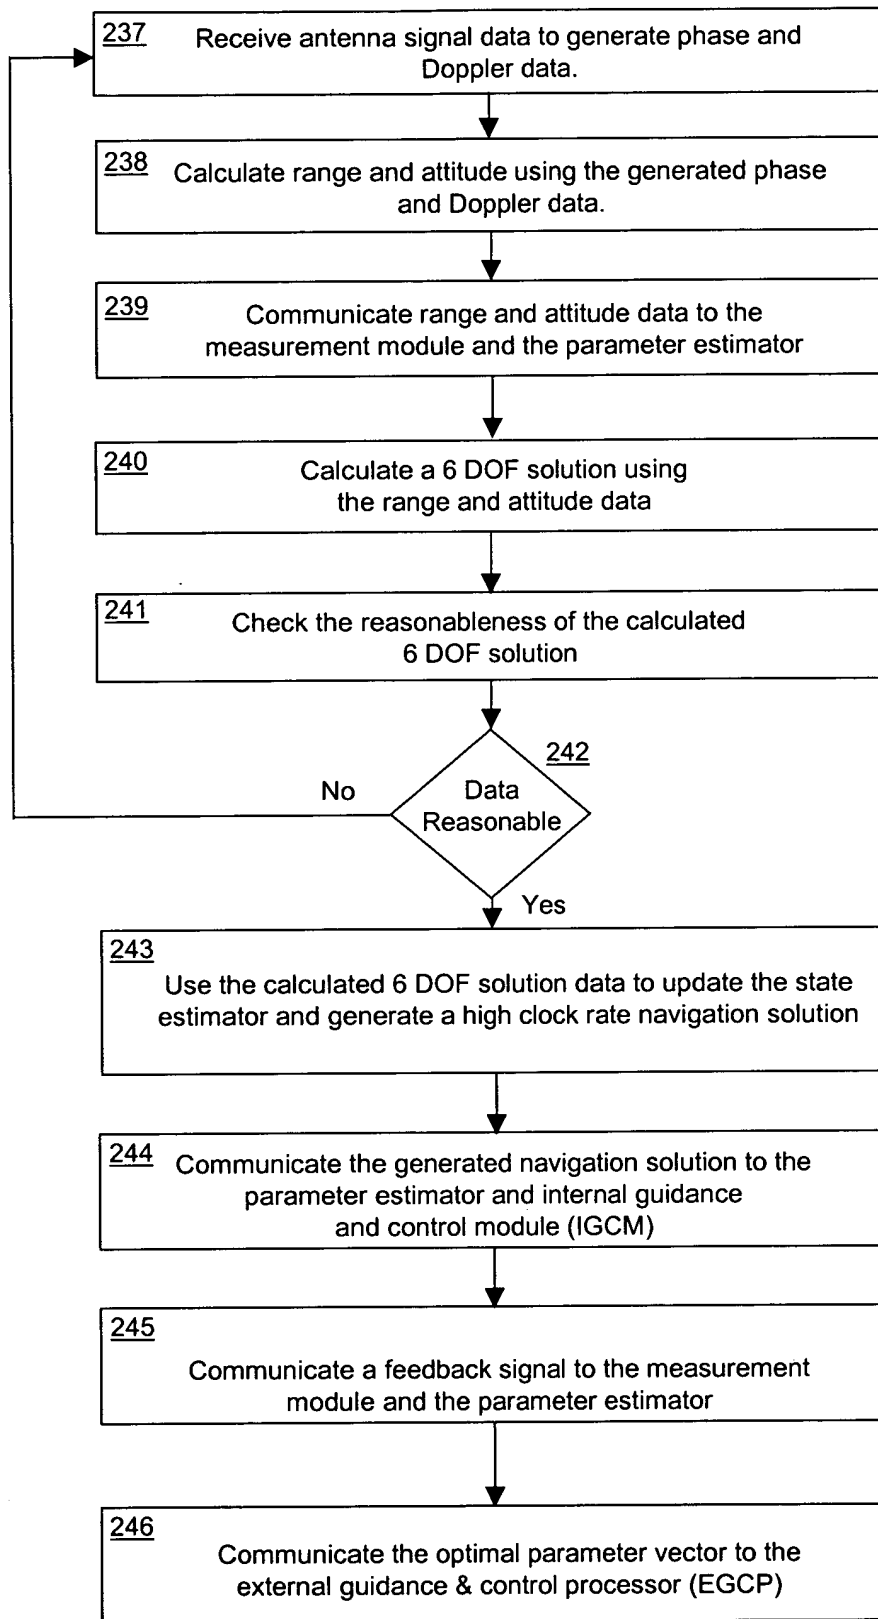 237
Receive antenna signal data to generate phase and
Doppler data.
238
Calculate range and attitude using the generated phase
and Doppler data.
239
Communicate range and attitude data to the
measurement module and the parameter estimator
240
Calculate a 6 DOF solution using
the range and attitude data
241
Check the reasonableness of the calculated
6 DOF solution
242
No
Data
Reasonable
Yes
243
Use the calculated 6 DOF solution data to update the state
estimator and generate a high clock rate navigation solution
244
Communicate the generated navigation solution to the
parameter estimator and internal guidance
and control module (IGCM)
245
Communicate a feedback signal to the measurement
module and the parameter estimator
246
Communicate the optimal parameter vector to the
external guidance & control processor (EGCP)